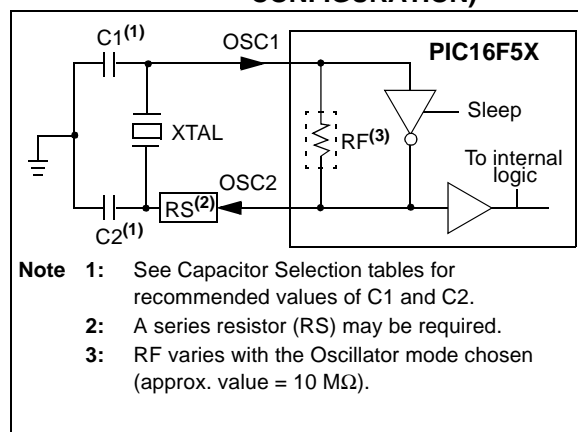 CONFIGURATION)
C1(1)
OSC1
PIC16F5X
Sleep
XTAL
RF(3)
To internal
logic
OSC2
RS(2)
C2(1)
Note 1: See Capacitor Selection tables for
recommended values of C1 and C2.
2: A series resistor (RS) may be required.
3: RF varies with the Oscillator mode chosen
(approx. value = 10 MΩ).